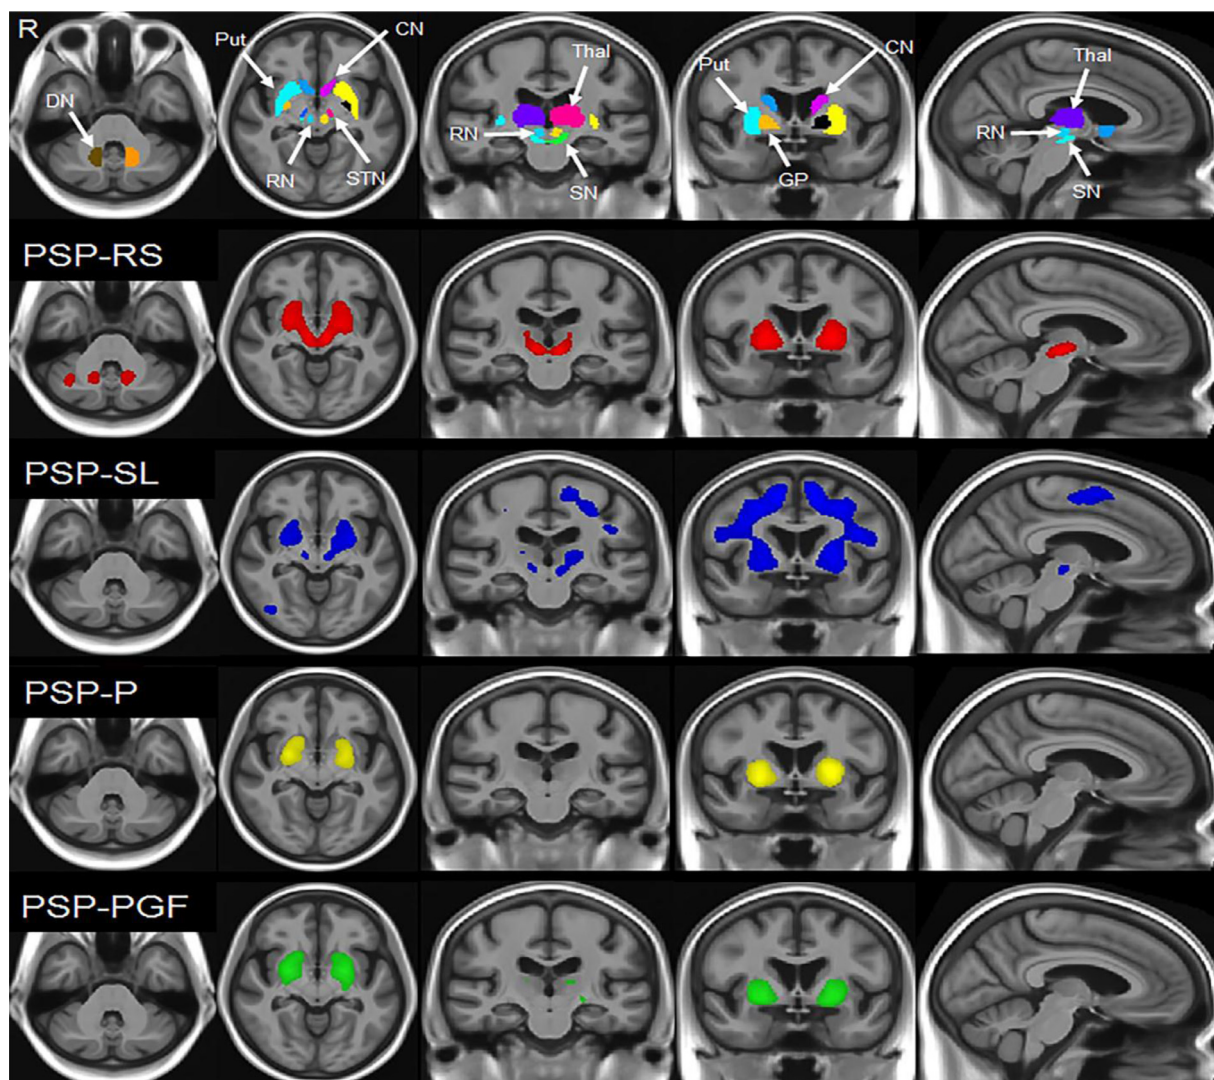 R
DN
Put
CN
RN
STN
Thal
RN
SN
Put
CN
GP
Thal
RN
SN
PSP-RS
PSP-SL
PSP-P
PSP-PGF